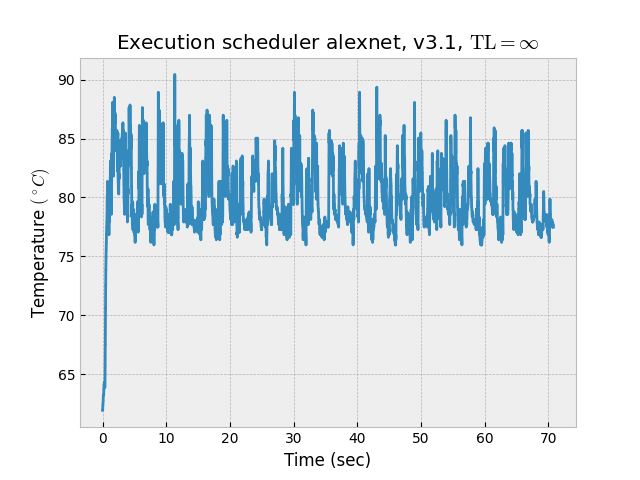 Execution scheduler alexnet, v3.1, TL = ∞
90
85
80
75
70
65
Temperature (°C)
0 10 20 30 40 50 60 70
Time (sec)